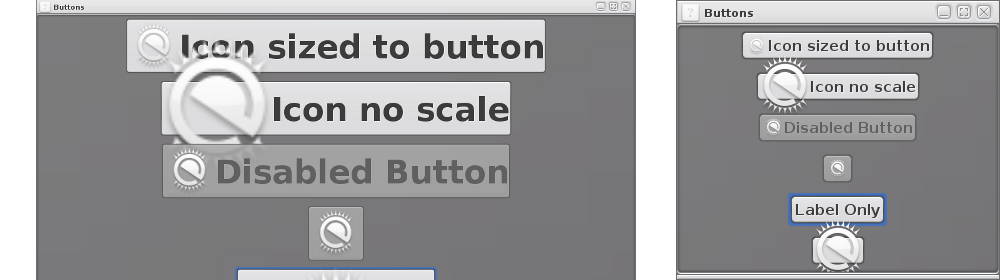 Buttons
Icon sized to button
Icon no scale
Disabled Button
Buttons
Icon sized to button
Icon no scale
Disabled Button
Label Only